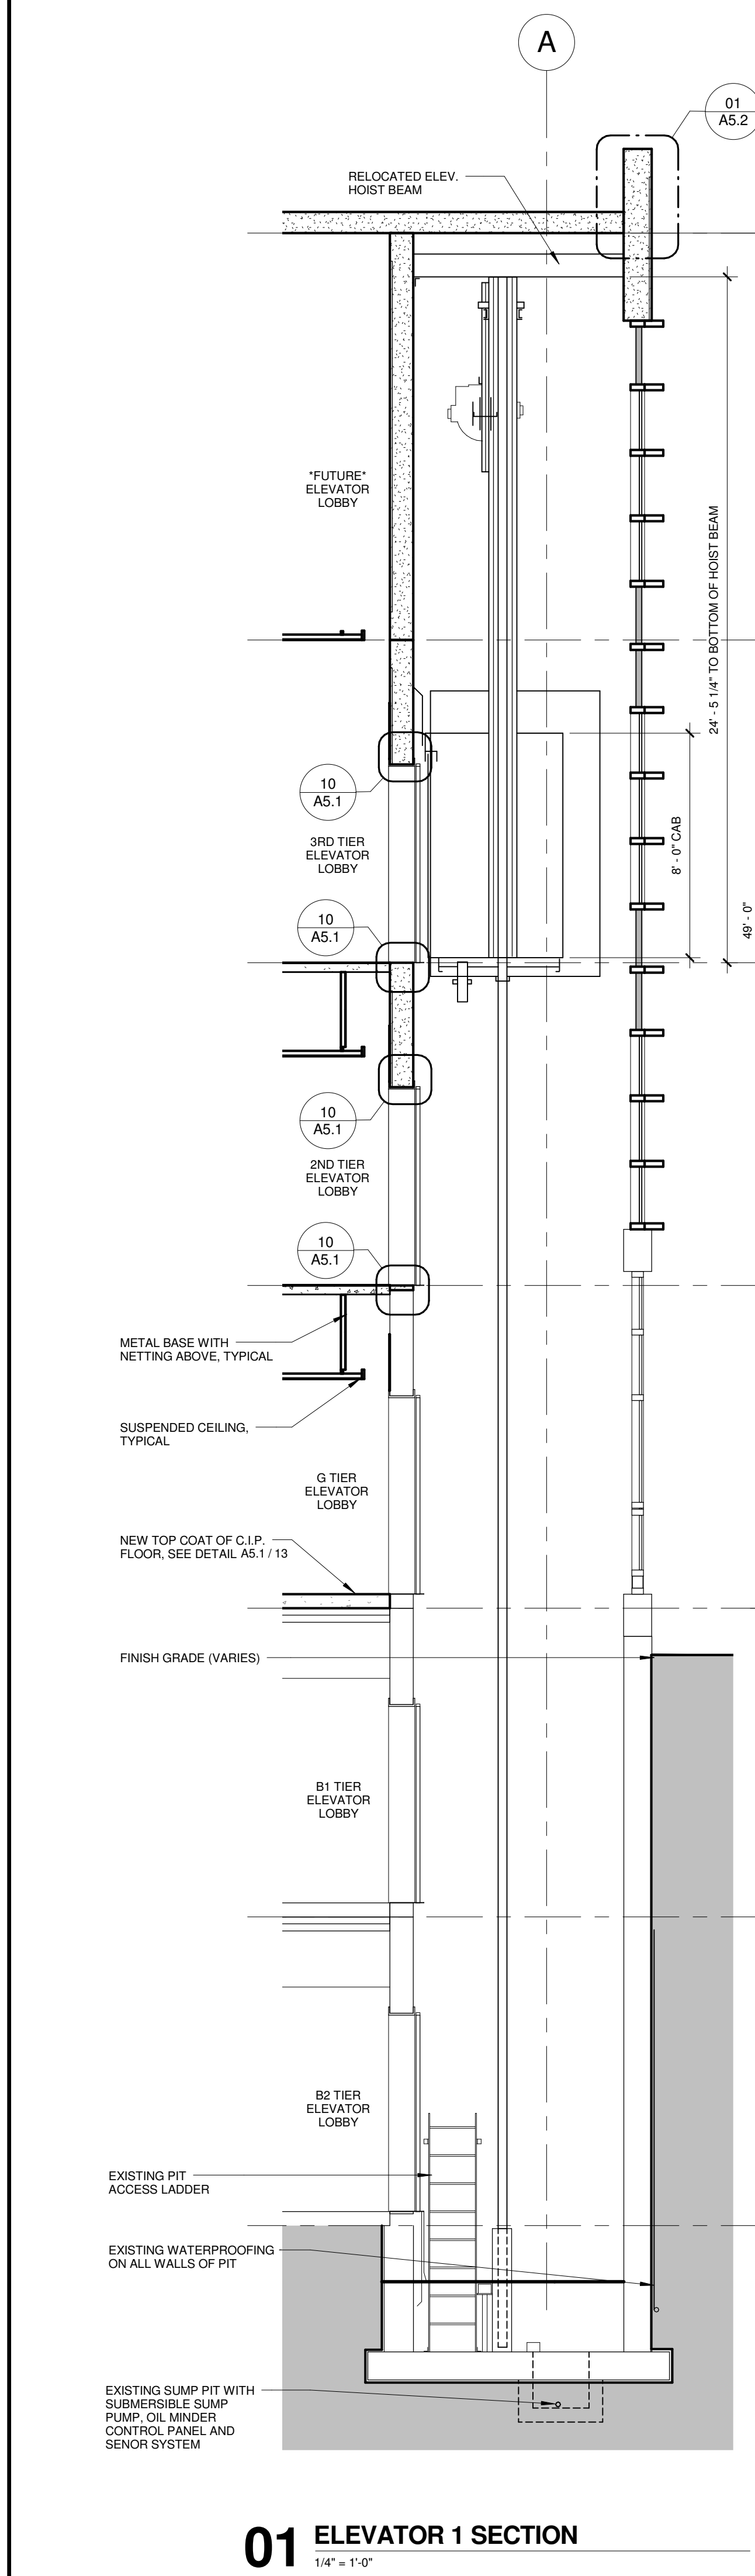 A
01
A5.2
RELOCATED ELEV.
HOIST BEAM
*FUTURE*
ELEVATOR
LOBBY
24' - 5 1/4" TO BOTTOM OF HOIST BEAM
10
A5.1
3RD TIER
ELEVATOR
LOBBY
8' - 0" CAB
49' - 0"
10
A5.1
10
A5.1
2ND TIER
ELEVATOR
LOBBY
10
A5.1
METAL BASE WITH
NETTING ABOVE, TYPICAL
SUSPENDED CEILING,
TYPICAL
G TIER
ELEVATOR
LOBBY
NEW TOP COAT OF C.I.P.
FLOOR, SEE DETAIL A5.1 / 13
FINISH GRADE (VARIES)
B1 TIER
ELEVATOR
LOBBY
B2 TIER
ELEVATOR
LOBBY
EXISTING PIT
ACCESS LADDER
EXISTING WATERPROOFING
ON ALL WALLS OF PIT
EXISTING SUMP PIT WITH
SUBMERSIBLE SUMP
PUMP, OIL MINDER
CONTROL PANEL AND
SENOR SYSTEM
01 ELEVATOR 1 SECTION
1/4" = 1'-0"